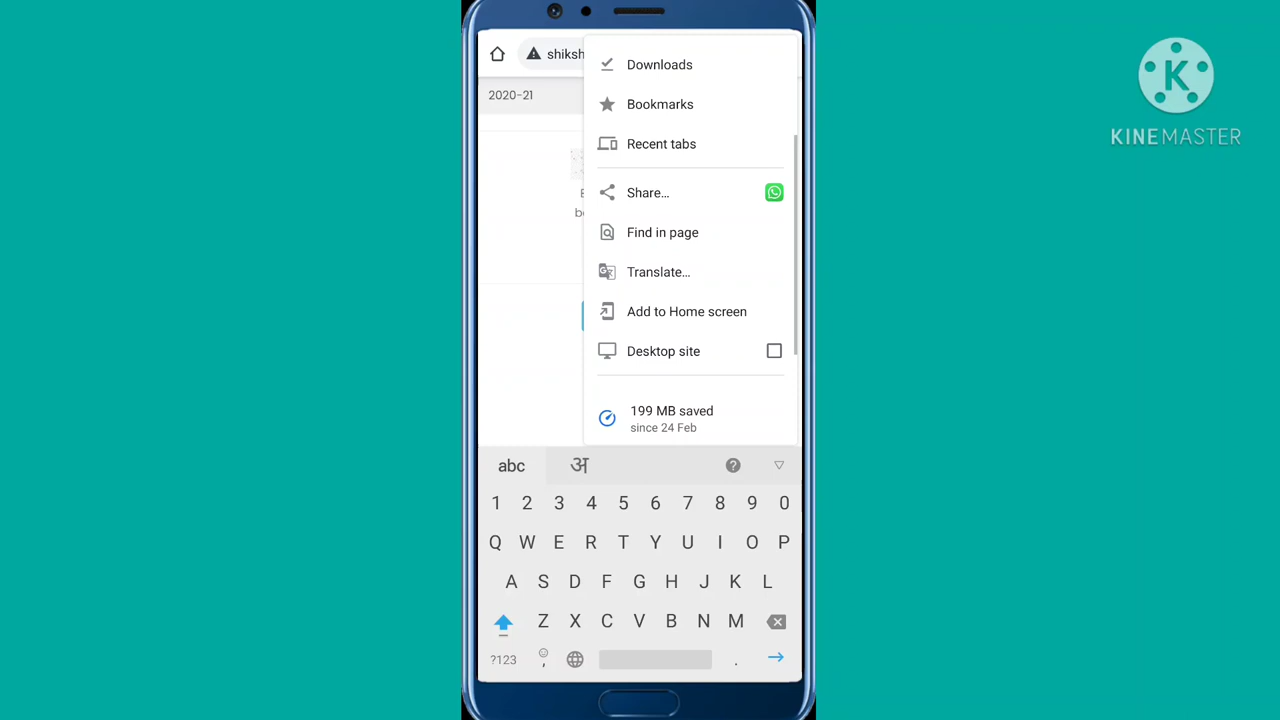 shiksh
2020-21
Downloads
Bookmarks
Recent tabs
Share...
Find in page
Translate...
Add to Home screen
Desktop site
199 MB saved
since 24 Feb
abc अ
1 2 3 4 5 6 7 8 9 0
Q W E R T Y U I O P
A S D F G H J K L
Z X C V B N M
?123 , .
K
KINEMASTER